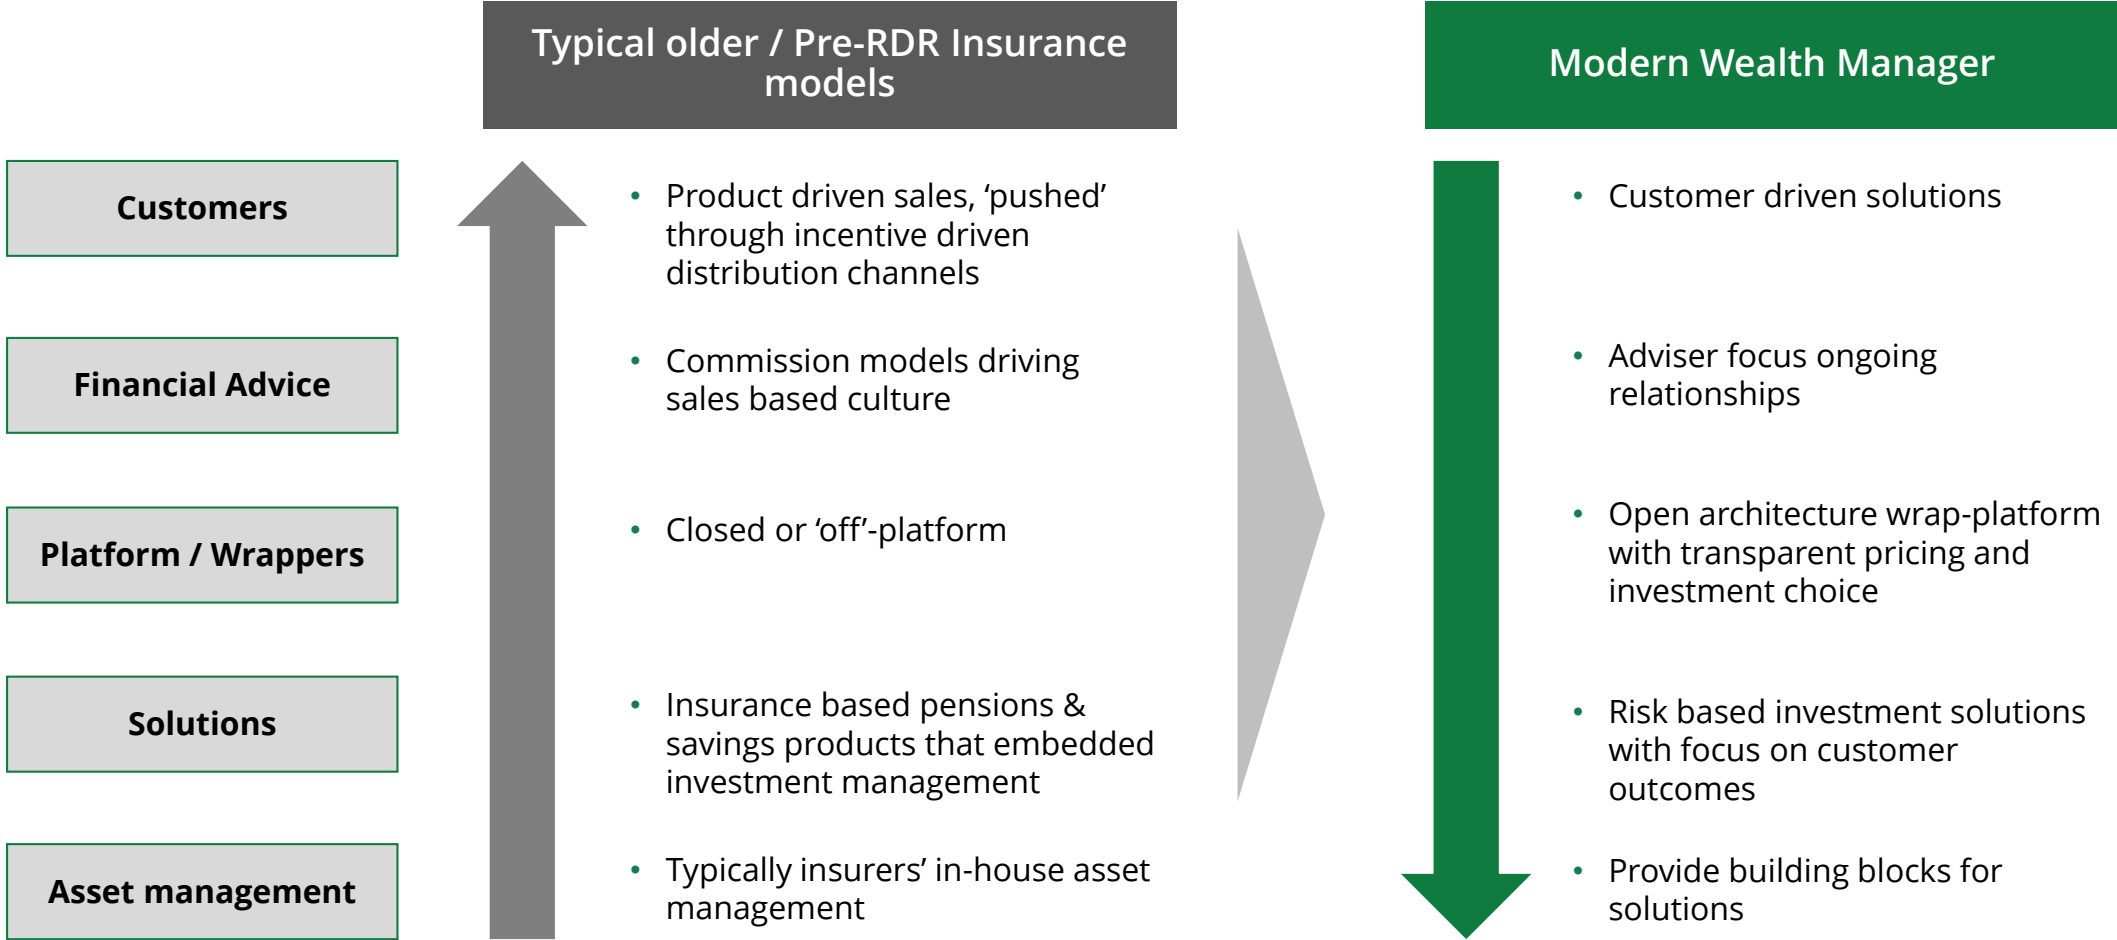 Typical older / Pre-RDR Insurance
models
Modern Wealth Manager
Customers
• Product driven sales, ‘pushed’
through incentive driven
distribution channels
• Customer driven solutions
Financial Advice
• Commission models driving
sales based culture
• Adviser focus ongoing
relationships
Platform / Wrappers
• Closed or ‘off’-platform
• Open architecture wrap-platform
with transparent pricing and
investment choice
Solutions
• Insurance based pensions &
savings products that embedded
investment management
• Risk based investment solutions
with focus on customer
outcomes
Asset management
• Typically insurers’ in-house asset
management
• Provide building blocks for
solutions